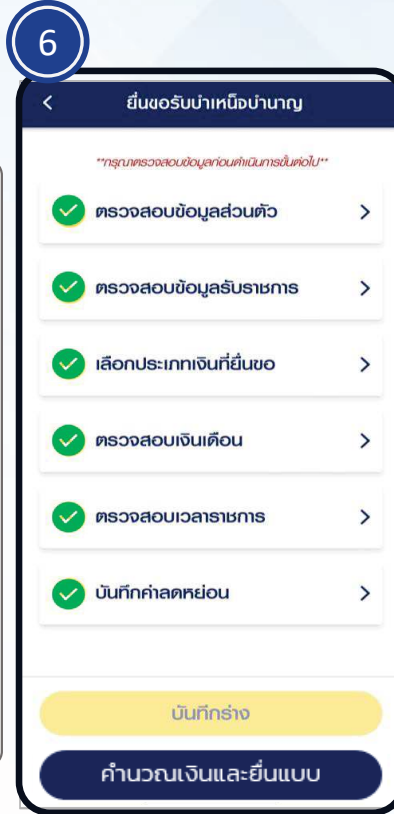 6
ยื่นขอรับบำเหน็จบำนาญ
**กรุณาตรวจสอบข้อมูลก่อนดำเนินการขั้นต่อไป**
ตรวจสอบข้อมูลส่วนตัว
ตรวจสอบข้อมูลรับราชการ
เลือกประเภทเงินที่ยื่นขอ
ตรวจสอบเงินเดือน
ตรวจสอบเวลาราชการ
บันทึกค่าลดหย่อน
บันทึกร่าง
คำนวณเงินและยื่นแบบ